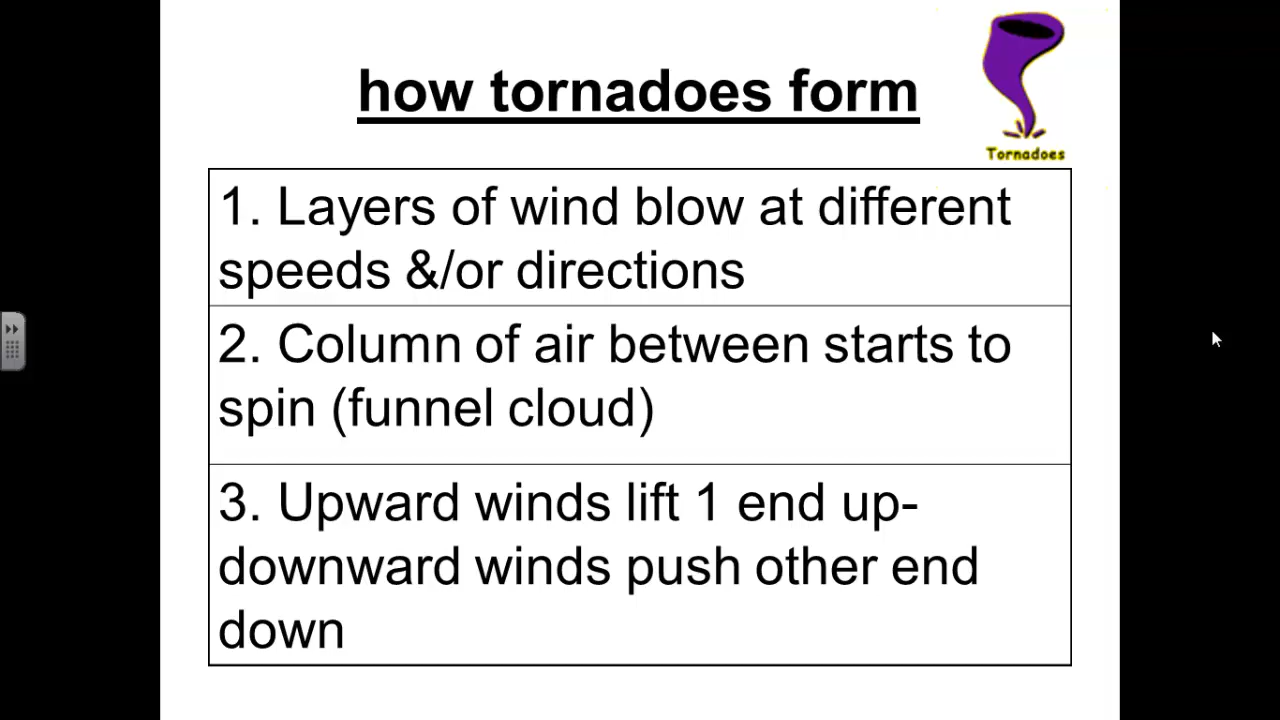 how tornadoes form
Tornadoes
1. Layers of wind blow at different
speeds &/or directions
2. Column of air between starts to
spin (funnel cloud)
3. Upward winds lift 1 end up-
downward winds push other end
down